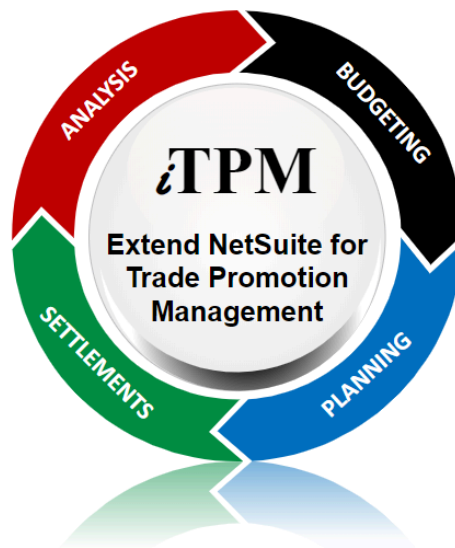 ANALYSIS
BUDGETING
iTPM
Extend NetSuite for
Trade Promotion
Management
SETTLEMENTS
PLANNING